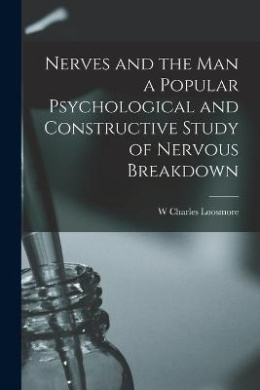 Nerves and the Man
a Popular
Psychological and
Constructive Study
of Nervous
Breakdown
W Charles Loosmore